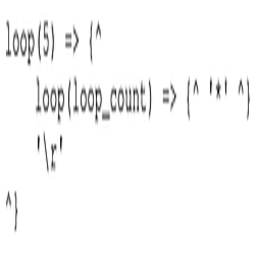 loop(5) => {^
loop(loop_count) => {^ '*' ^}
'\r'
^}